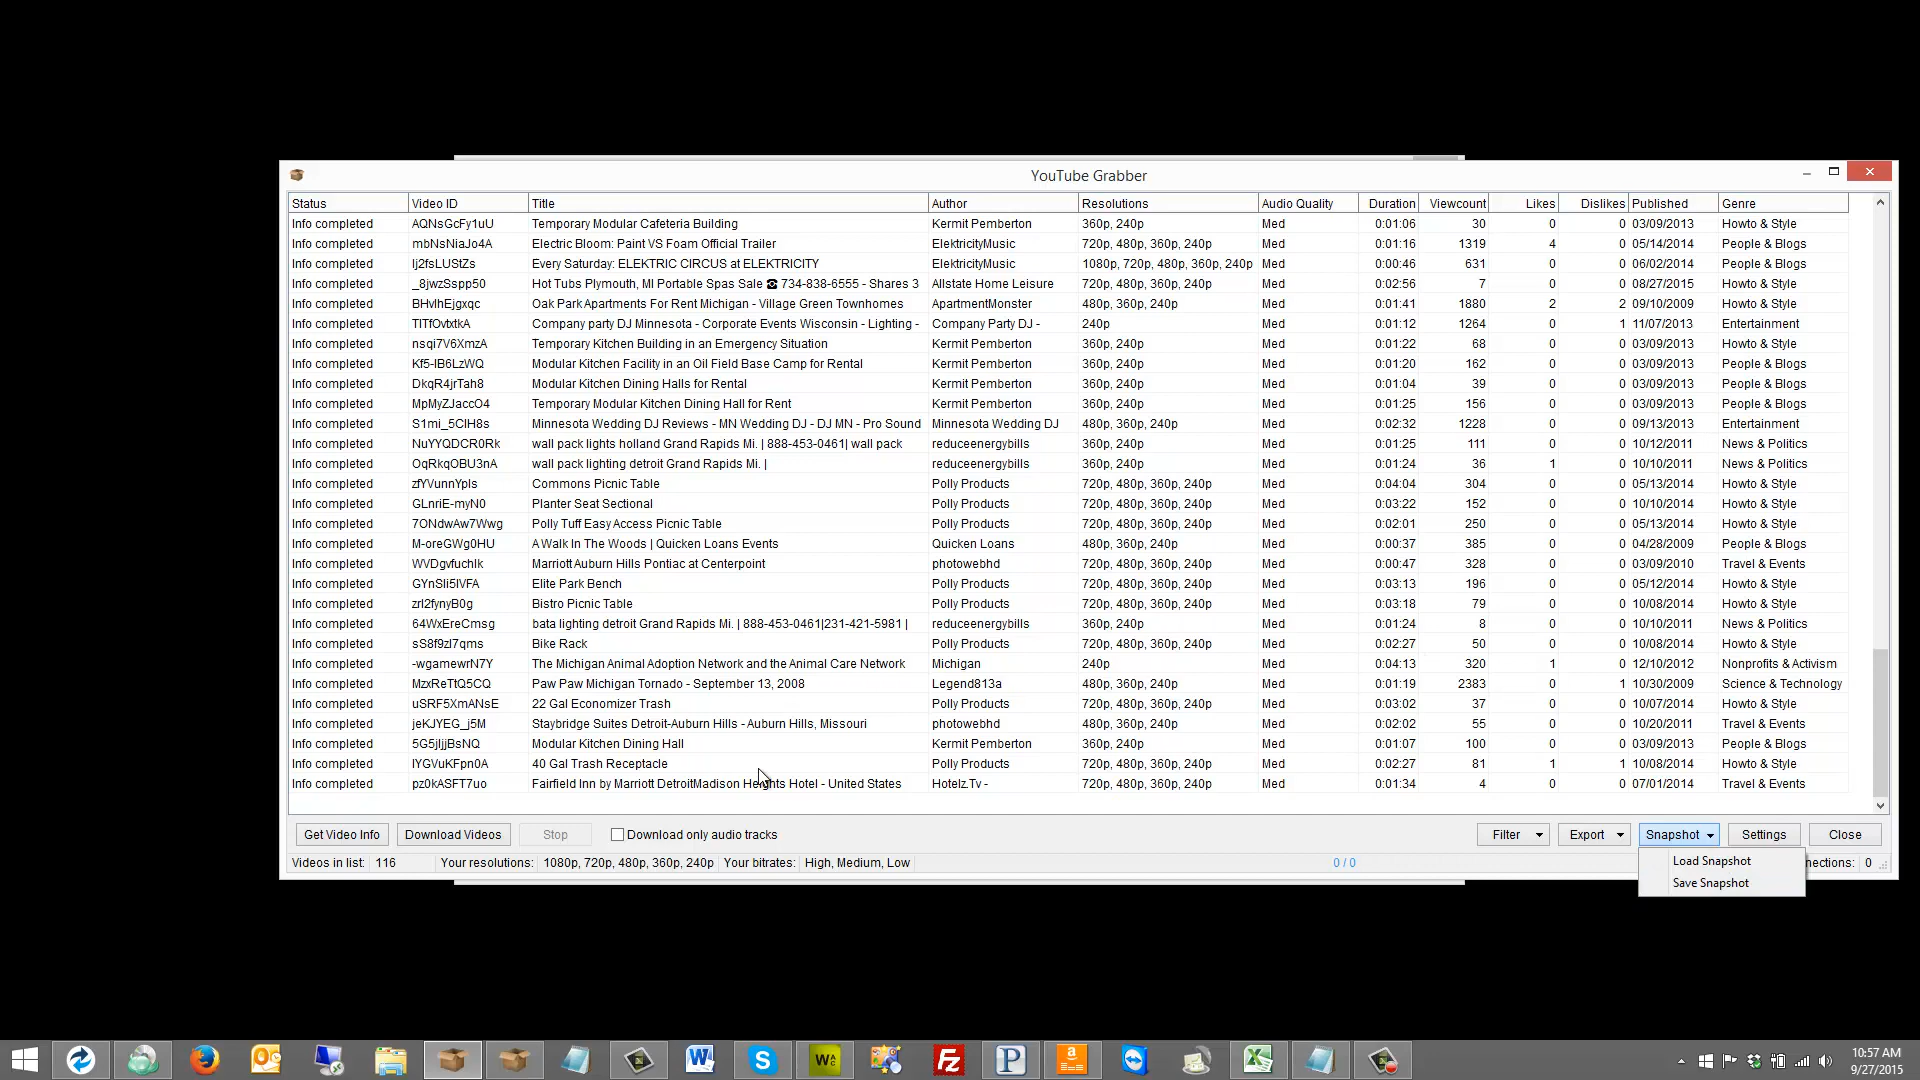 YouTube Grabber
Status Video ID Title Author Resolutions Audio Quality Duration Viewcount Likes Dislikes Published Genre
Info completed AQNsGcFy1uU Temporary Modular Cafeteria Building Kermit Pemberton 360p, 240p Med 0:01:06 30 0 0 03/09/2013 Howto & Style
Info completed mbNsNiaJo4A Electric Bloom: Paint VS Foam Official Trailer ElektricityMusic 720p, 480p, 360p, 240p Med 0:01:16 1319 4 0 05/14/2014 People & Blogs
Info completed Ij2fsLUStZs Every Saturday: ELEKTRIC CIRCUS at ELEKTRICITY ElektricityMusic 1080p, 720p, 480p, 360p, 240p Med 0:00:46 631 0 0 06/02/2014 People & Blogs
Info completed _8jwzSspp50 Hot Tubs Plymouth, MI Portable Spas Sale ☎ 734-838-6555 - Shares 3 Allstate Home Leisure 720p, 480p, 360p, 240p Med 0:02:56 7 0 0 08/27/2015 Howto & Style
Info completed BHvlhEjgxqc Oak Park Apartments For Rent Michigan - Village Green Townhomes ApartmentMonster 480p, 360p, 240p Med 0:01:41 1880 2 2 09/10/2009 Howto & Style
Info completed TITfOvtxtkA Company party DJ Minnesota - Corporate Events Wisconsin - Lighting - Company Party DJ - 240p Med 0:01:12 1264 0 1 11/07/2013 Entertainment
Info completed nsqi7V6XmzA Temporary Kitchen Building in an Emergency Situation Kermit Pemberton 360p, 240p Med 0:01:22 68 0 0 03/09/2013 Howto & Style
Info completed Kf5-IB6LzWQ Modular Kitchen Facility in an Oil Field Base Camp for Rental Kermit Pemberton 360p, 240p Med 0:01:20 162 0 0 03/09/2013 People & Blogs
Info completed DkqR4jrTah8 Modular Kitchen Dining Halls for Rental Kermit Pemberton 360p, 240p Med 0:01:04 39 0 0 03/09/2013 People & Blogs
Info completed MpMyZJaccO4 Temporary Modular Kitchen Dining Hall for Rent Kermit Pemberton 360p, 240p Med 0:01:25 156 0 0 03/09/2013 People & Blogs
Info completed S1mi_5CIH8s Minnesota Wedding DJ Reviews - MN Wedding DJ - DJ MN - Pro Sound Minnesota Wedding DJ 480p, 360p, 240p Med 0:02:32 1228 0 0 09/13/2013 Entertainment
Info completed NuYYQDCR0Rk wall pack lights holland Grand Rapids Mi. | 888-453-0461| wall pack reduceenergybills 360p, 240p Med 0:01:25 111 0 0 10/12/2011 News & Politics
Info completed OqRkqOBU3nA wall pack lighting detroit Grand Rapids Mi. | reduceenergybills 360p, 240p Med 0:01:24 36 1 0 10/10/2011 News & Politics
Info completed zfYVunnYpIs Commons Picnic Table Polly Products 720p, 480p, 360p, 240p Med 0:04:04 304 0 0 05/13/2014 Howto & Style
Info completed GLnriE-myN0 Planter Seat Sectional Polly Products 720p, 480p, 360p, 240p Med 0:03:22 152 0 0 10/10/2014 Howto & Style
Info completed 7ONdwAw7Wwg Polly Tuff Easy Access Picnic Table Polly Products 720p, 480p, 360p, 240p Med 0:02:01 250 0 0 05/13/2014 Howto & Style
Info completed M-oreGWg0HU A Walk In The Woods | Quicken Loans Events Quicken Loans 480p, 360p, 240p Med 0:00:37 385 0 0 04/28/2009 People & Blogs
Info completed WVDgvfuchIk Marriott Auburn Hills Pontiac at Centerpoint photowebhd 720p, 480p, 360p, 240p Med 0:00:47 328 0 0 03/09/2010 Travel & Events
Info completed GYnSIi5IVFA Elite Park Bench Polly Products 720p, 480p, 360p, 240p Med 0:03:13 196 0 0 05/12/2014 Howto & Style
Info completed zrI2fynyB0g Bistro Picnic Table Polly Products 720p, 480p, 360p, 240p Med 0:03:18 79 0 0 10/08/2014 Howto & Style
Info completed 64WxEreCmsg bata lighting detroit Grand Rapids Mi. | 888-453-0461|231-421-5981 | reduceenergybills 360p, 240p Med 0:01:24 8 0 0 10/10/2011 News & Politics
Info completed sS8f9zI7qms Bike Rack Polly Products 720p, 480p, 360p, 240p Med 0:02:27 50 0 0 10/08/2014 Howto & Style
Info completed -wgamewrN7Y The Michigan Animal Adoption Network and the Animal Care Network Michigan 240p Med 0:04:13 320 1 0 12/10/2012 Nonprofits & Activism
Info completed MzxReTtQ5CQ Paw Paw Michigan Tornado - September 13, 2008 Legend813a 480p, 360p, 240p Med 0:01:19 2383 0 1 10/30/2009 Science & Technology
Info completed uSRF5XmANsE 22 Gal Economizer Trash Polly Products 720p, 480p, 360p, 240p Med 0:03:02 37 0 0 10/07/2014 Howto & Style
Info completed jeKJYEG_j5M Staybridge Suites Detroit-Auburn Hills - Auburn Hills, Missouri photowebhd 480p, 360p, 240p Med 0:02:02 55 0 0 10/20/2011 Travel & Events
Info completed 5G5jIjjBsNQ Modular Kitchen Dining Hall Kermit Pemberton 360p, 240p Med 0:01:07 100 0 0 03/09/2013 People & Blogs
Info completed IYGVuKFpn0A 40 Gal Trash Receptacle Polly Products 720p, 480p, 360p, 240p Med 0:02:27 81 1 1 10/08/2014 Howto & Style
Info completed pz0kASFT7uo Fairfield Inn by Marriott DetroitMadison Heights Hotel - United States Hotelz.Tv - 720p, 480p, 360p, 240p Med 0:01:34 4 0 0 07/01/2014 Travel & Events
Get Video Info Download Videos Stop Download only audio tracks Filter Export Snapshot Settings Close
Videos in list: 116 Your resolutions: 1080p, 720p, 480p, 360p, 240p Your bitrates: High, Medium, Low 0 / 0 nections: 0
Load Snapshot
Save Snapshot
10:57 AM
9/27/2015